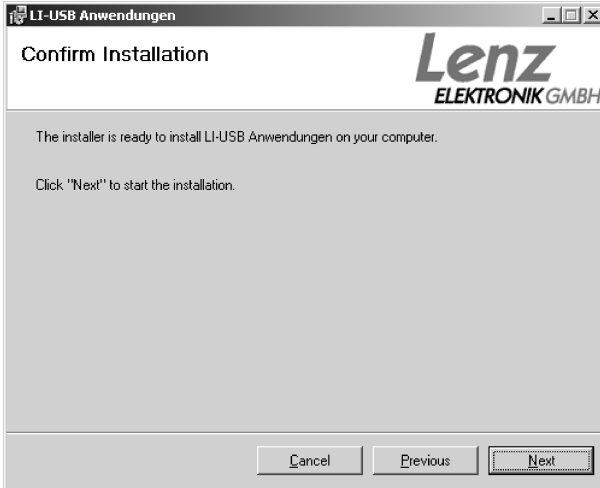 LI-USB Anwendungen
Confirm Installation
Lenz
ELEKTRONIK GMBH
The installer is ready to install LI-USB Anwendungen on your computer.
Click "Next" to start the installation.
Cancel
Previous
Next